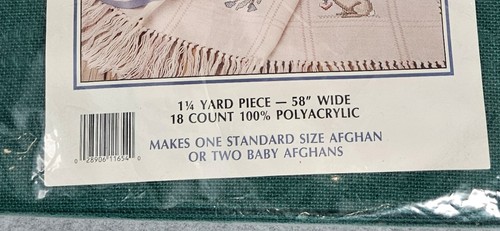 1¼ YARD PIECE — 58" WIDE
18 COUNT 100% POLYACRYLIC
MAKES ONE STANDARD SIZE AFGHAN
OR TWO BABY AFGHANS
0 28906 11654 0